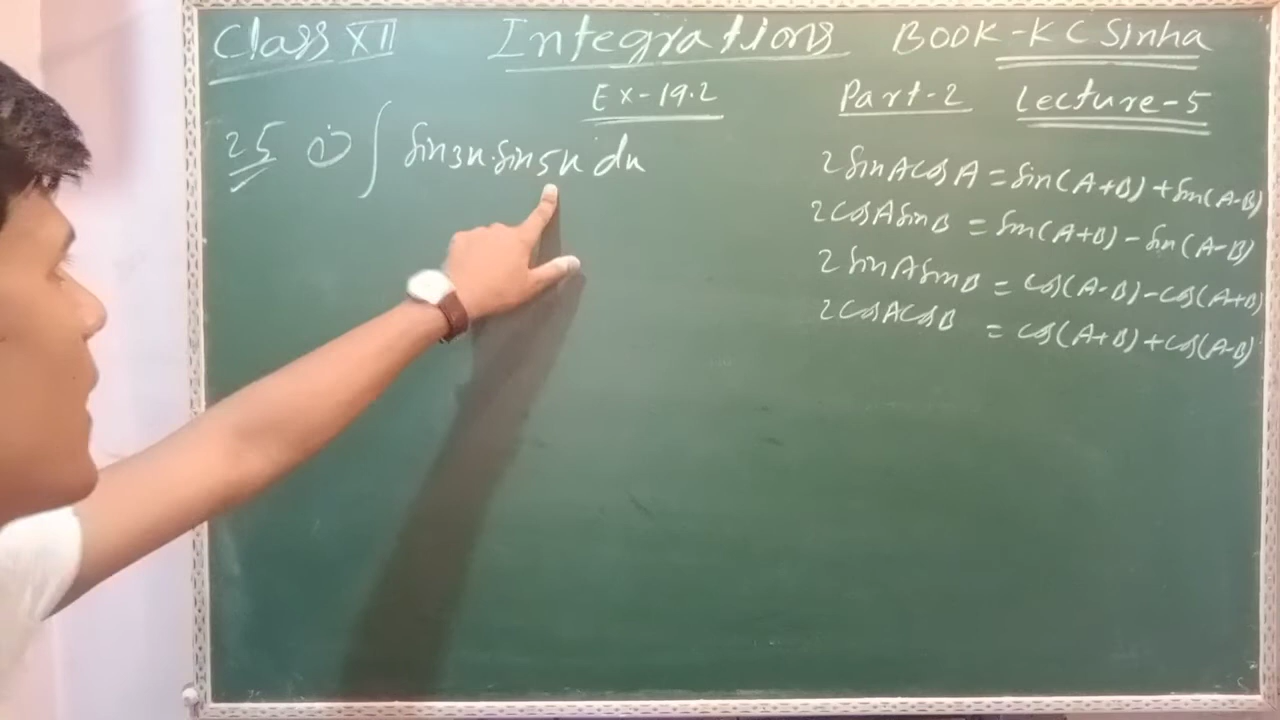 Class XII Integrations BOOK-KC Sinha
Ex-19.2 Part-2 Lecture-5
25 i) ∫ sin3x.sin5x dx
2 sinA cosA = sin(A+B) + sin(A-B)
2 cosA sinB = sin(A+B) - sin(A-B)
2 sinA sinB = cos(A-B) - cos(A+B)
2 cosA cosB = cos(A+B) + cos(A-B)